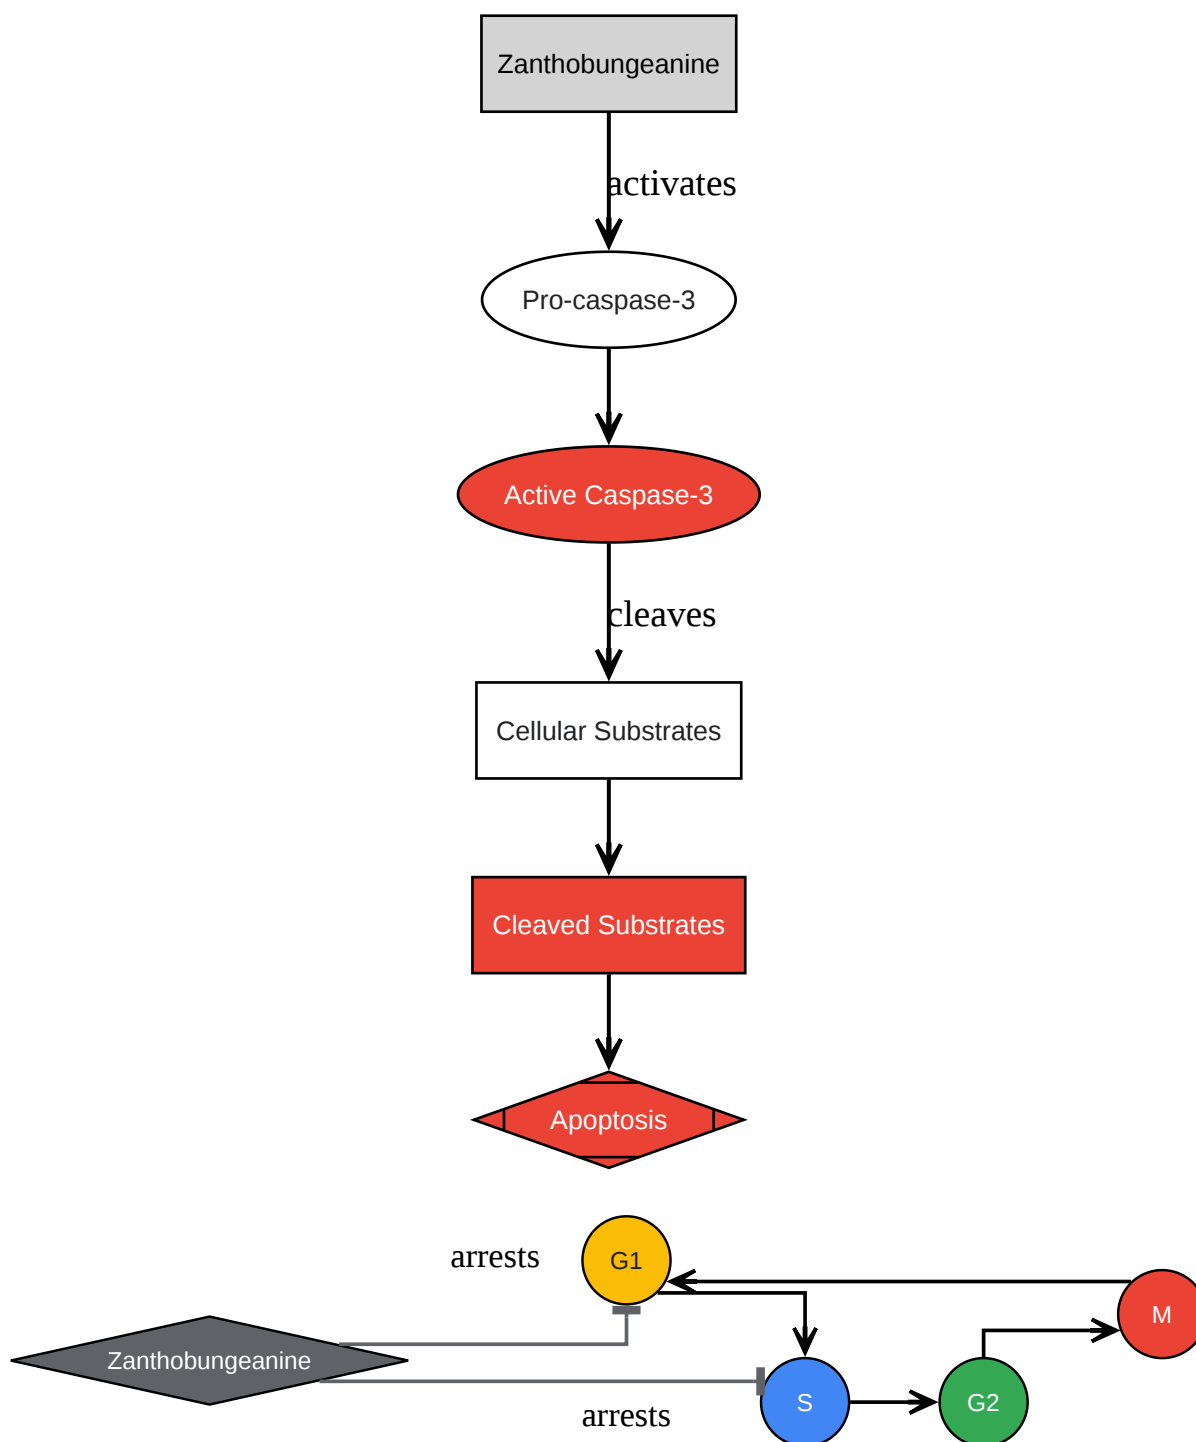 Zanthobungeanine
activates
Pro-caspase-3
Active Caspase-3
cleaves
Cellular Substrates
Cleaved Substrates
Apoptosis
arrests
G1
M
Zanthobungeanine
S
G2
arrests